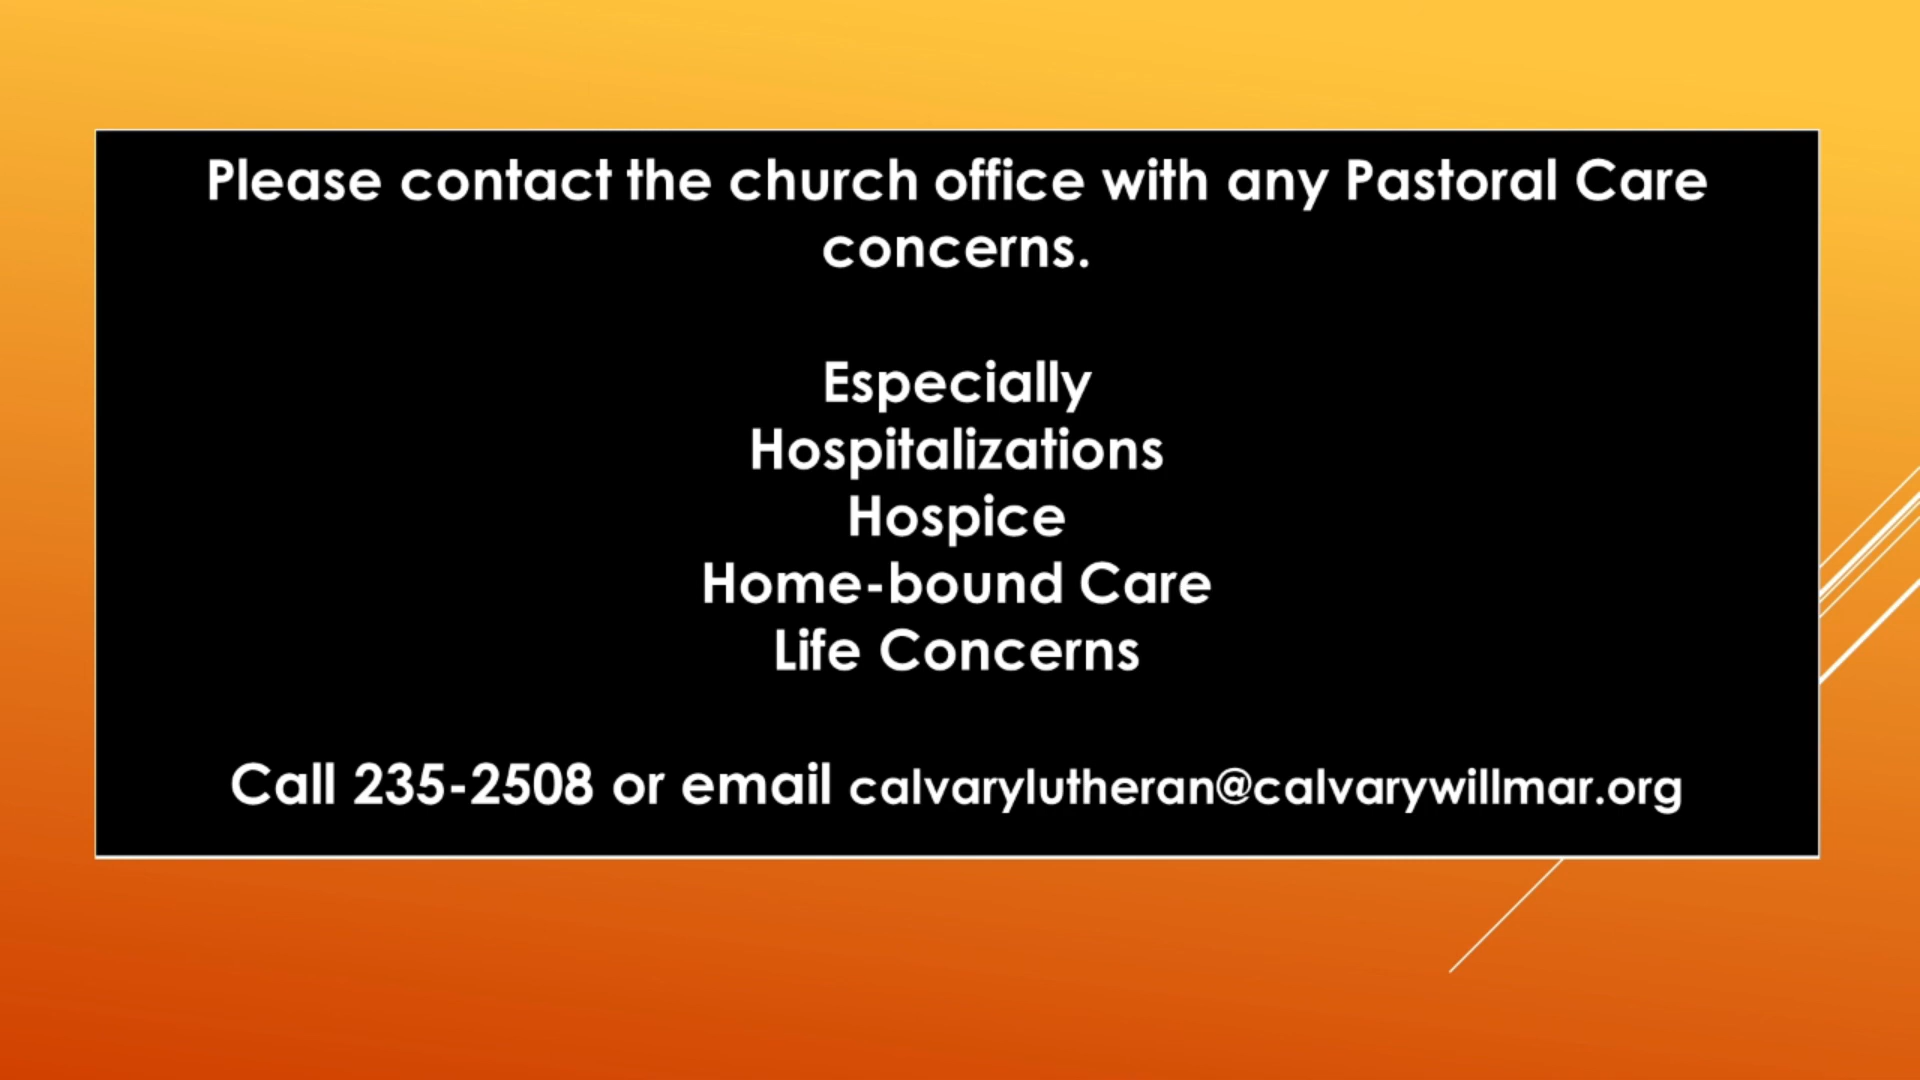 Please contact the church office with any Pastoral Care
concerns.
Especially
Hospitalizations
Hospice
Home-bound Care
Life Concerns
Call 235-2508 or email calvarylutheran@calvarywillmar.org